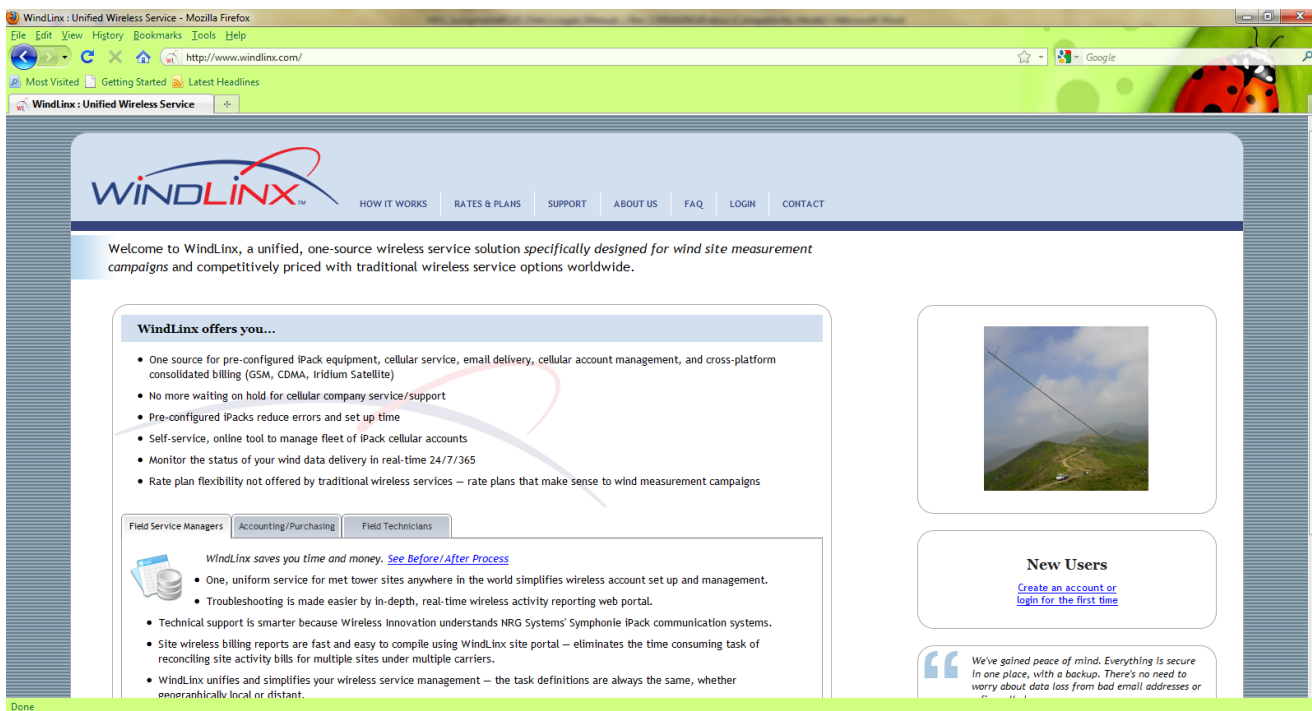 WindLinx : Unified Wireless Service - Mozilla Firefox
File Edit View History Bookmarks Tools Help
http://www.windlinx.com/
Google
Most Visited Getting Started Latest Headlines
WindLinx : Unified Wireless Service
WiNDLiNX™
HOW IT WORKS RATES & PLANS SUPPORT ABOUT US FAQ LOGIN CONTACT
Welcome to WindLinx, a unified, one-source wireless service solution specifically designed for wind site measurement
campaigns and competitively priced with traditional wireless service options worldwide.
WindLinx offers you...
• One source for pre-configured iPack equipment, cellular service, email delivery, cellular account management, and cross-platform
consolidated billing (GSM, CDMA, Iridium Satellite)
• No more waiting on hold for cellular company service/support
• Pre-configured iPacks reduce errors and set up time
• Self-service, online tool to manage fleet of iPack cellular accounts
• Monitor the status of your wind data delivery in real-time 24/7/365
• Rate plan flexibility not offered by traditional wireless services — rate plans that make sense to wind measurement campaigns
Field Service Managers Accounting/Purchasing Field Technicians
WindLinx saves you time and money. See Before/After Process
• One, uniform service for met tower sites anywhere in the world simplifies wireless account set up and management.
• Troubleshooting is made eafer by in-depth, real-time wireless activity reporting web portal.
• Technical support is smarter because Wireless Innovation understands NRG Systems' Symphonie iPack communication systems.
• Site wireless billing reports are fast and easy to compile using WindLinx site portal — eliminates the time consuming task of
reconciling site activity bills for multiple sites under multiple carriers.
• WindLinx unifies and simplifies your wireless service management — the task definitions are always the same, whether
geographically local or distant.
New Users
Create an account or
login for the first time
We've gained peace of mind. Everything is secure
in one place, with a backup. There's no need to
worry about data loss from bad email addresses or
Done